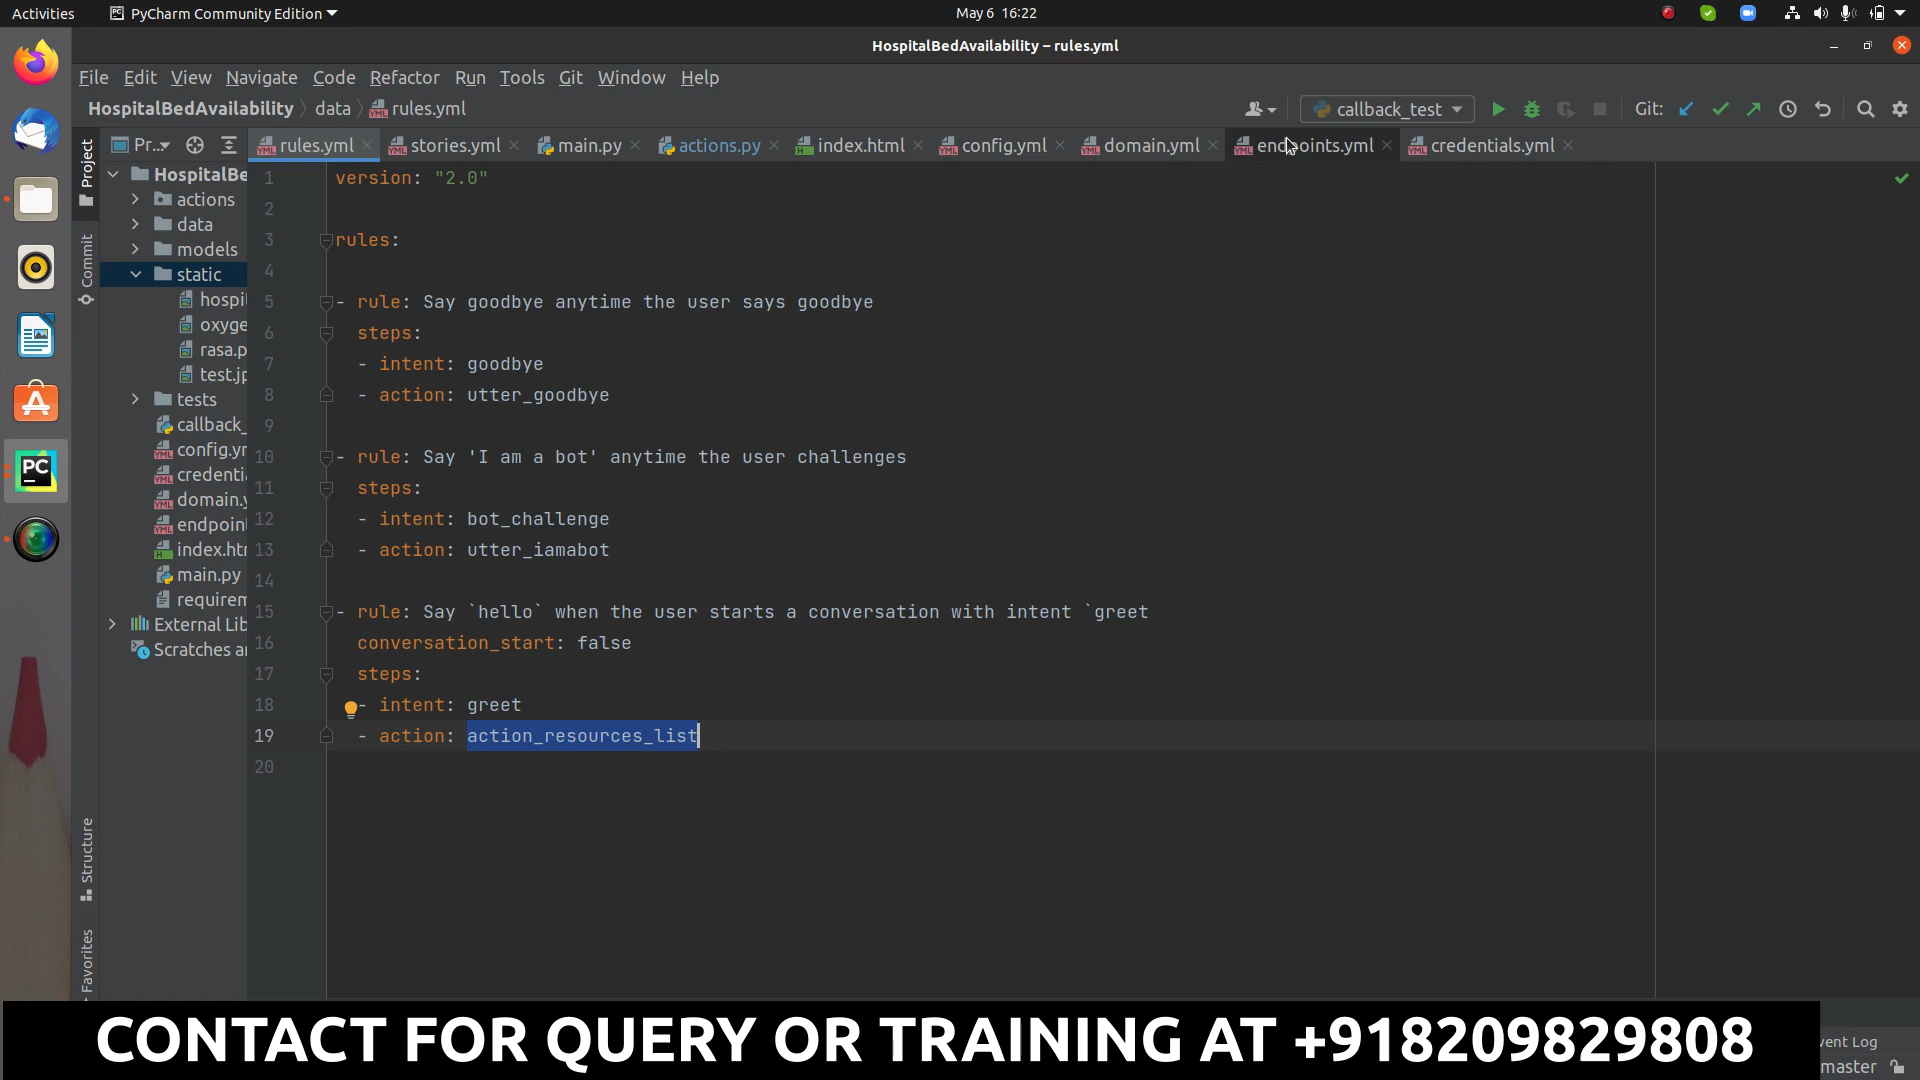 Activities
PyCharm Community Edition
May 6 16:22
HospitalBedAvailability – rules.yml
File Edit View Navigate Code Refactor Run Tools Git Window Help
HospitalBedAvailability data rules.yml
callback_test
Git:
Project
Commit
Structure
Favorites
Pr...
rules.yml
stories.yml
main.py
actions.py
index.html
config.yml
domain.yml
endpoints.yml
credentials.yml
HospitalBe
actions
data
models
static
hospi
oxyge
rasa.p
test.jp
tests
callback_
config.yr
credenti
domain.y
endpoin
index.htr
main.py
requirem
External Lib
Scratches ar
1 version: "2.0"
2
3 rules:
4
5 - rule: Say goodbye anytime the user says goodbye
6 steps:
7 - intent: goodbye
8 - action: utter_goodbye
9
10 - rule: Say 'I am a bot' anytime the user challenges
11 steps:
12 - intent: bot_challenge
13 - action: utter_iamabot
14
15 - rule: Say `hello` when the user starts a conversation with intent `greet
16 conversation_start: false
17 steps:
18 - intent: greet
19 - action: action_resources_list
20
CONTACT FOR QUERY OR TRAINING AT +918209829808
vent Log
master